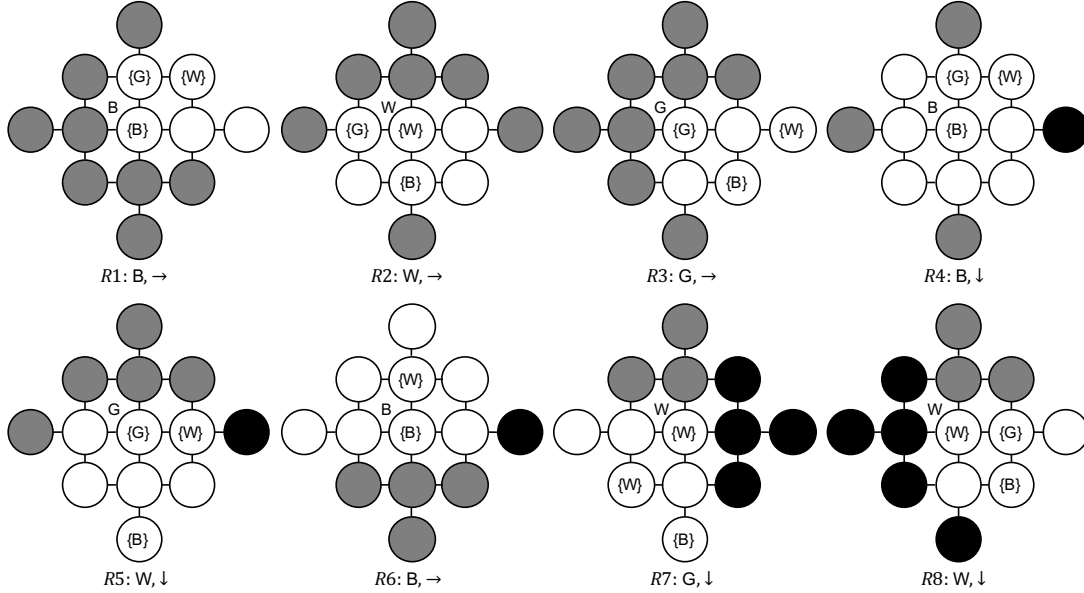 {G} {W}
B
{B}
R1: B, →
W
{G} {W}
{B}
R2: W, →
G
{G} {W}
{B}
R3: G, →
{G} {W}
B
{B}
R4: B, ↓
G
{G} {W}
{B}
R5: W, ↓
{W}
B
{B}
R6: B, →
W
{W}
{W}
{B}
R7: G, ↓
W
{W} {G}
{B}
R8: W, ↓